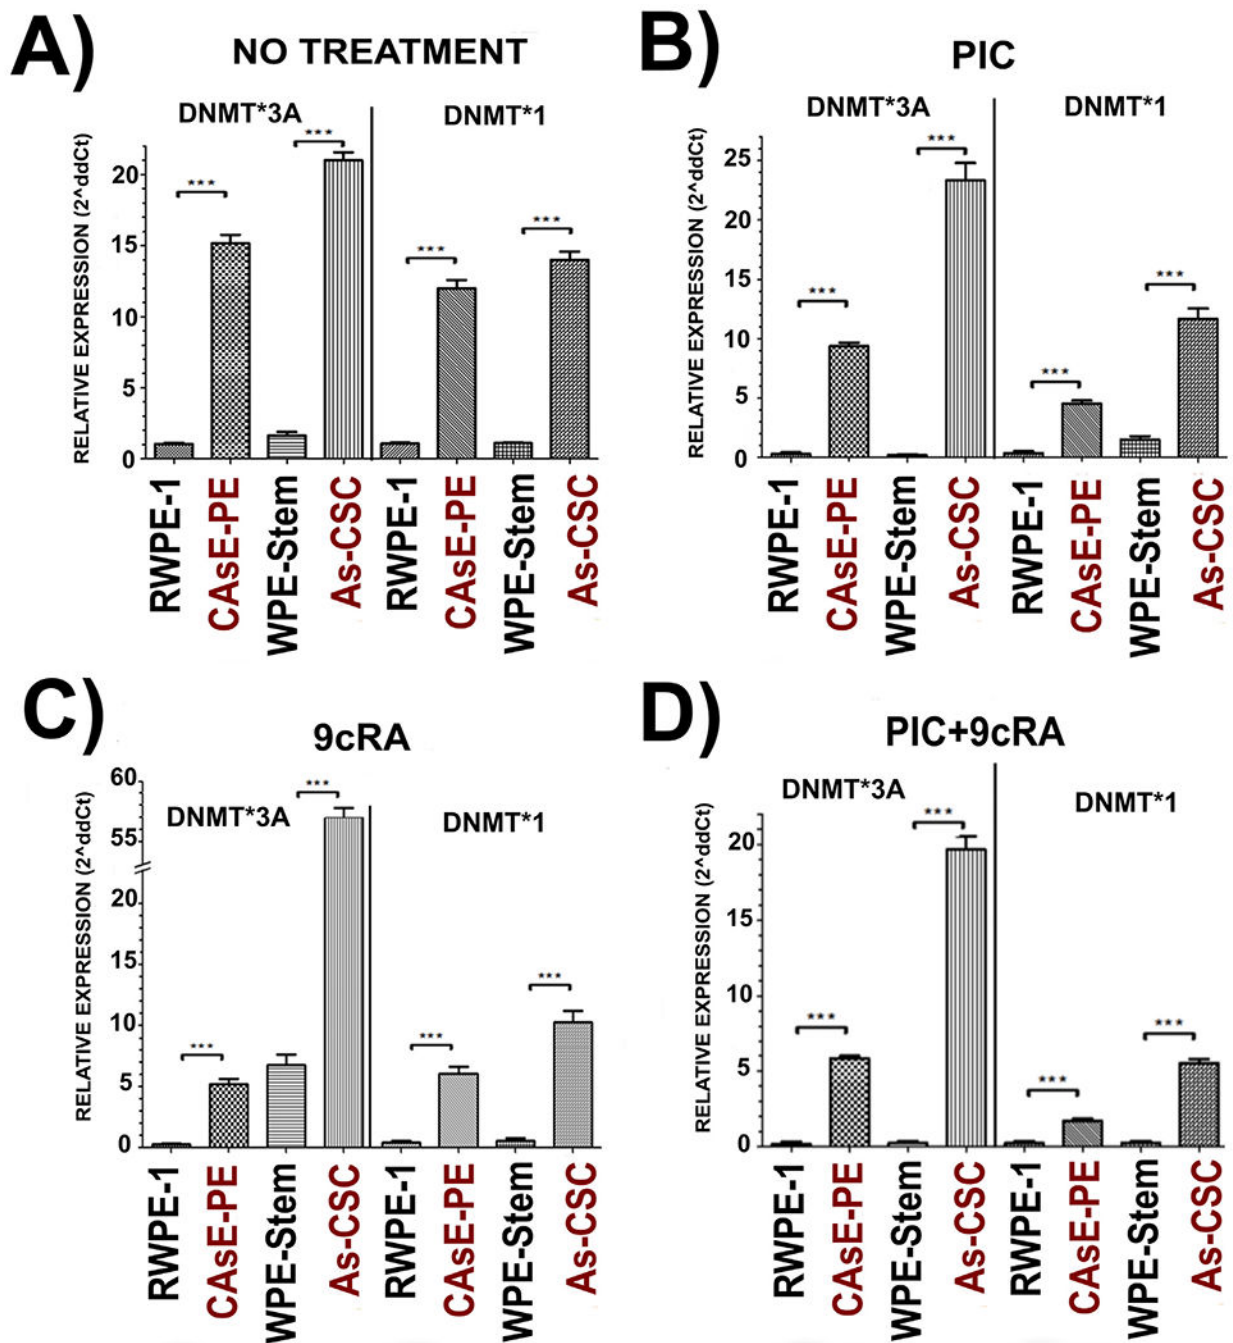 A)
NO TREATMENT
DNMT*3A
DNMT*1
RELATIVE EXPRESSION (2^ddCt)
20
15
10
5
0
***
***
***
***
RWPE-1
CAsE-PE
WPE-Stem
As-CSC
RWPE-1
CAsE-PE
WPE-Stem
As-CSC
B)
PIC
DNMT*3A
DNMT*1
RELATIVE EXPRESSION (2^ddCt)
25
20
15
10
5
0
***
***
***
***
RWPE-1
CAsE-PE
WPE-Stem
As-CSC
RWPE-1
CAsE-PE
WPE-Stem
As-CSC
C)
9cRA
DNMT*3A
DNMT*1
RELATIVE EXPRESSION (2^ddCt)
60
55
20
15
10
5
0
***
***
***
***
RWPE-1
CAsE-PE
WPE-Stem
As-CSC
RWPE-1
CAsE-PE
WPE-Stem
As-CSC
D)
PIC+9cRA
DNMT*3A
DNMT*1
RELATIVE EXPRESSION (2^ddCt)
20
15
10
5
0
***
***
***
***
RWPE-1
CAsE-PE
WPE-Stem
As-CSC
RWPE-1
CAsE-PE
WPE-Stem
As-CSC